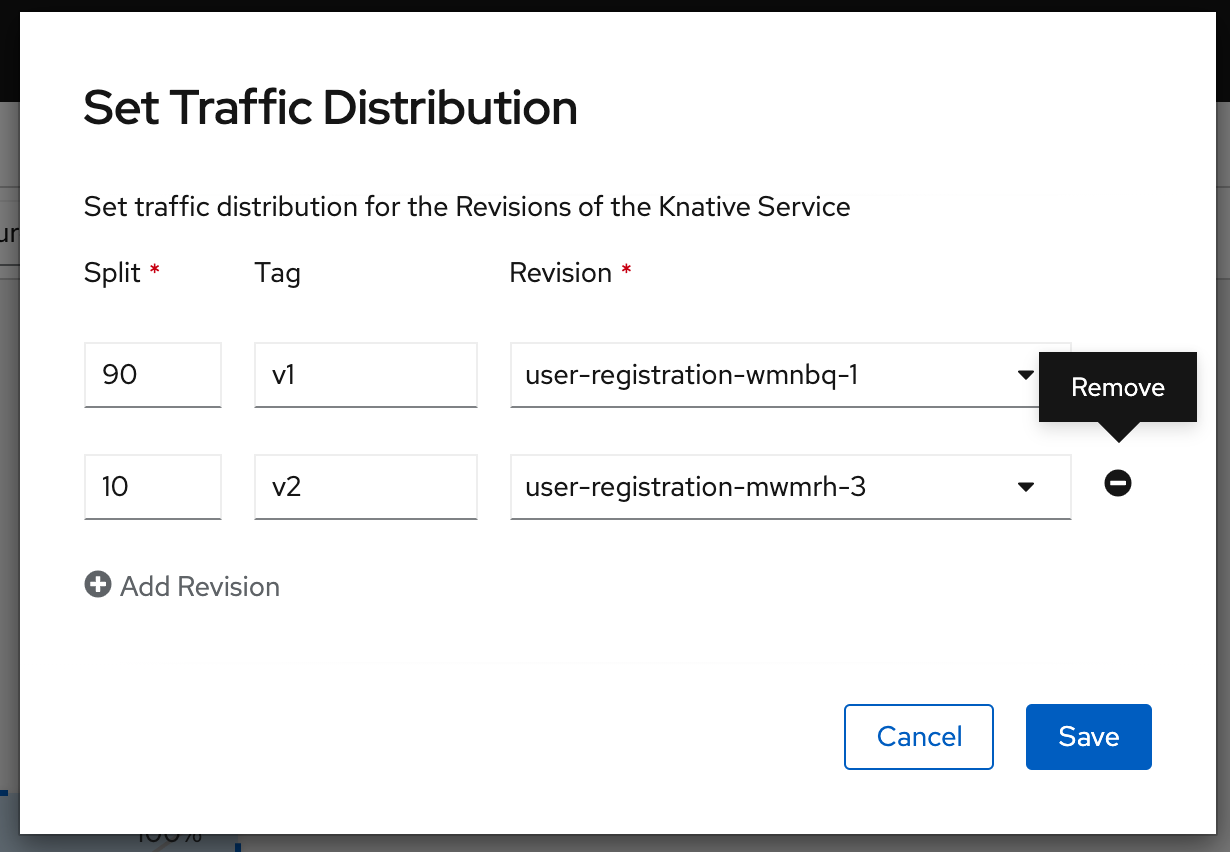 Set Traffic Distribution
Set traffic distribution for the Revisions of the Knative Service
Split * Tag Revision *
90 v1 user-registration-wmnbq-1
Remove
10 v2 user-registration-mwmrh-3
Add Revision
Cancel Save
100%